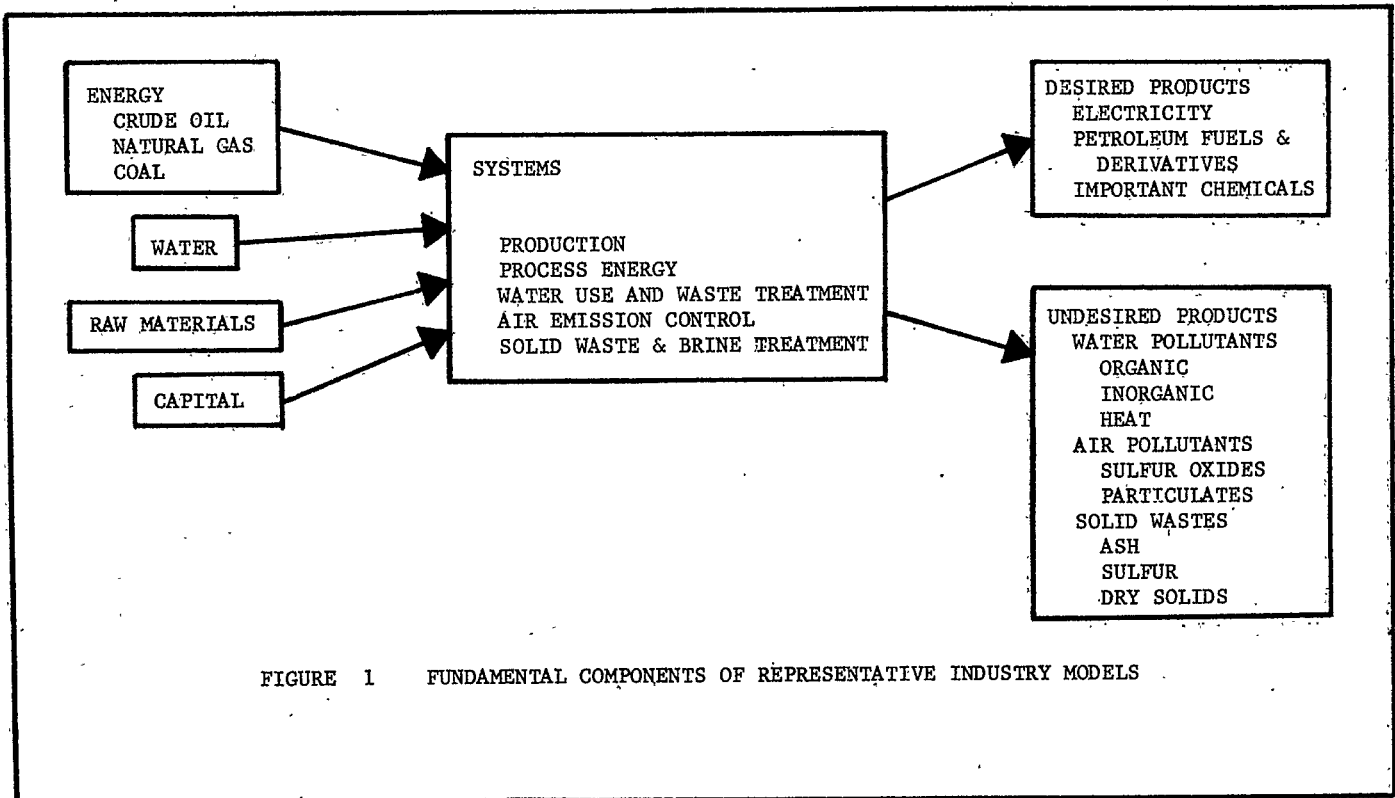 ENERGY
CRUDE OIL
NATURAL GAS
COAL
WATER
RAW MATERIALS
CAPITAL
SYSTEMS
PRODUCTION
PROCESS ENERGY
WATER USE AND WASTE TREATMENT
AIR EMISSION CONTROL
SOLID WASTE & BRINE TREATMENT
DESIRED PRODUCTS
ELECTRICITY
PETROLEUM FUELS &
DERIVATIVES
IMPORTANT CHEMICALS
UNDESIRED PRODUCTS
WATER POLLUTANTS
ORGANIC
INORGANIC
HEAT
AIR POLLUTANTS
SULFUR OXIDES
PARTICULATES
SOLID WASTES
ASH
SULFUR
DRY SOLIDS
FIGURE 1 FUNDAMENTAL COMPONENTS OF REPRESENTATIVE INDUSTRY MODELS